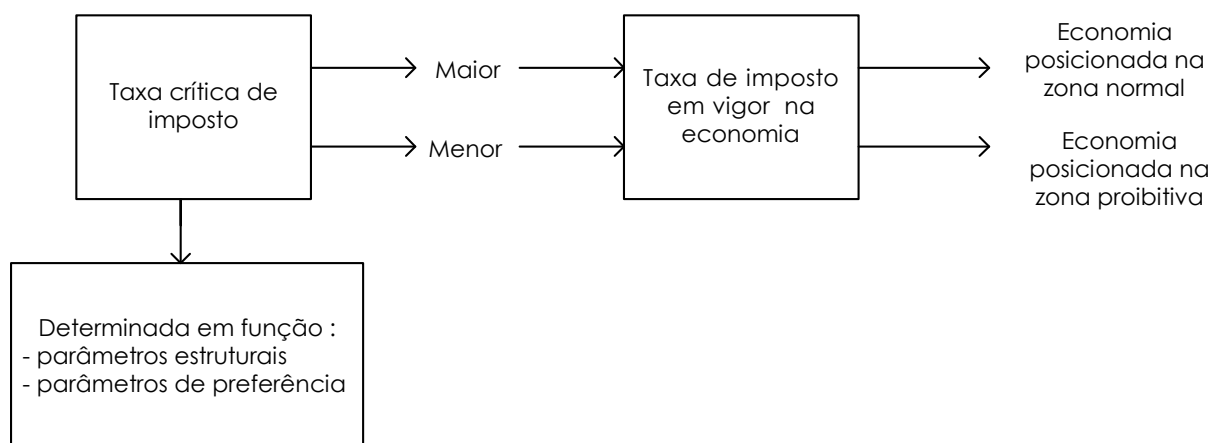 Taxa crítica de
imposto
Maior
Menor
Taxa de imposto
em vigor na
economia
Economia
posicionada na
zona normal
Economia
posicionada na
zona proibitiva
Determinada em função :
- parâmetros estruturais
- parâmetros de preferência